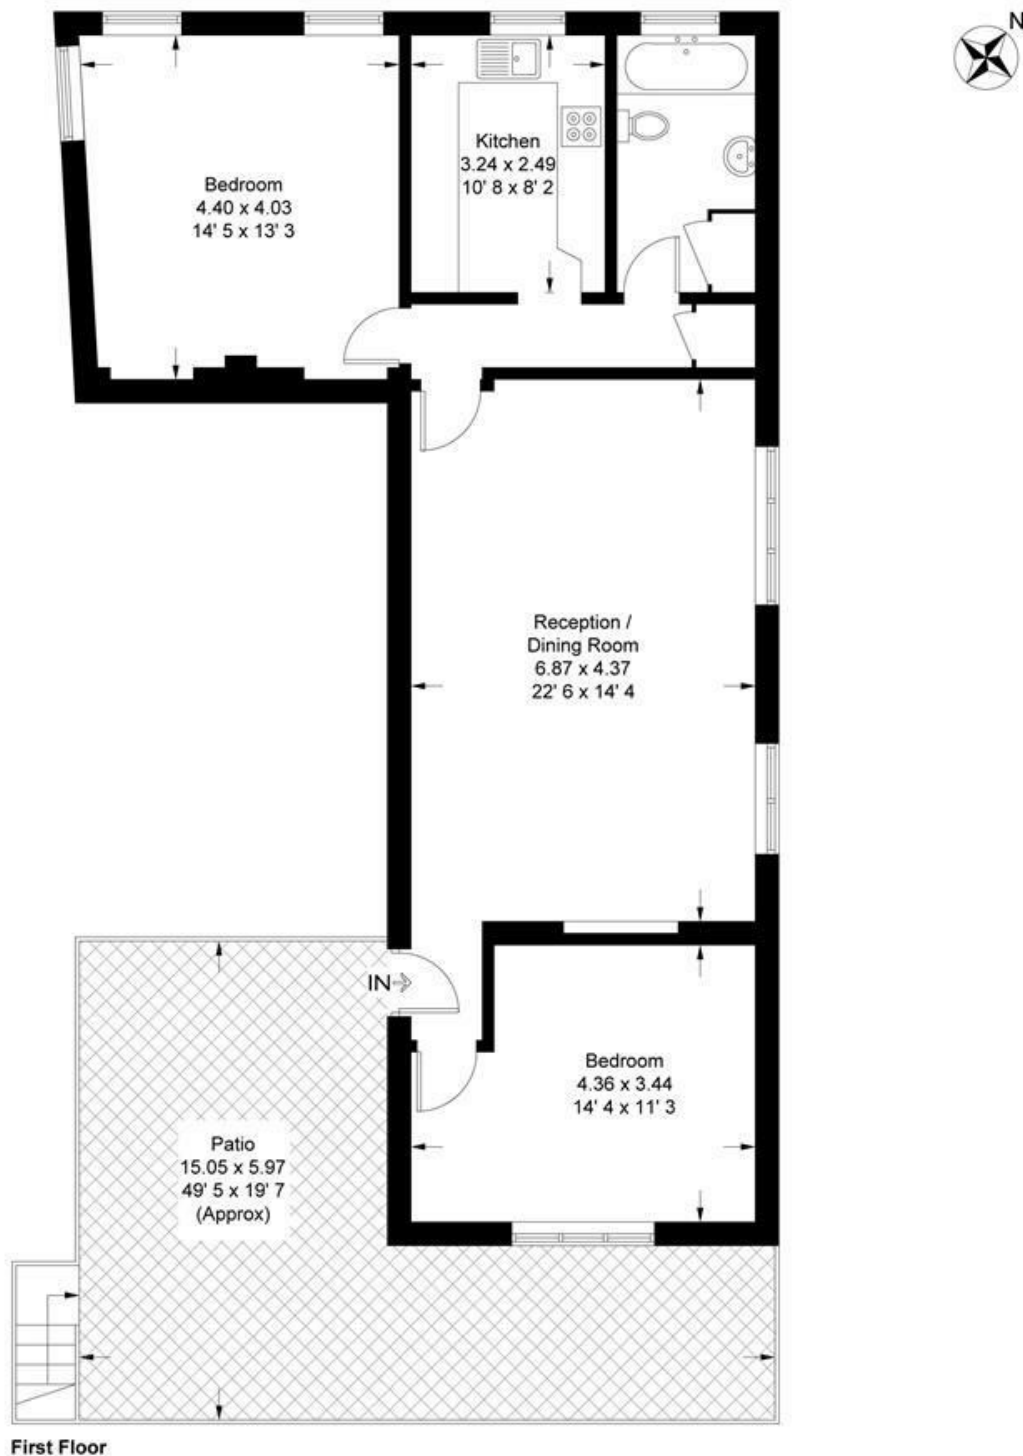 N
Kitchen
3.24 x 2.49
10' 8 x 8' 2
Bedroom
4.40 x 4.03
14' 5 x 13' 3
Reception /
Dining Room
6.87 x 4.37
22' 6 x 14' 4
IN
Bedroom
4.36 x 3.44
14' 4 x 11' 3
Patio
15.05 x 5.97
49' 5 x 19' 7
(Approx)
First Floor